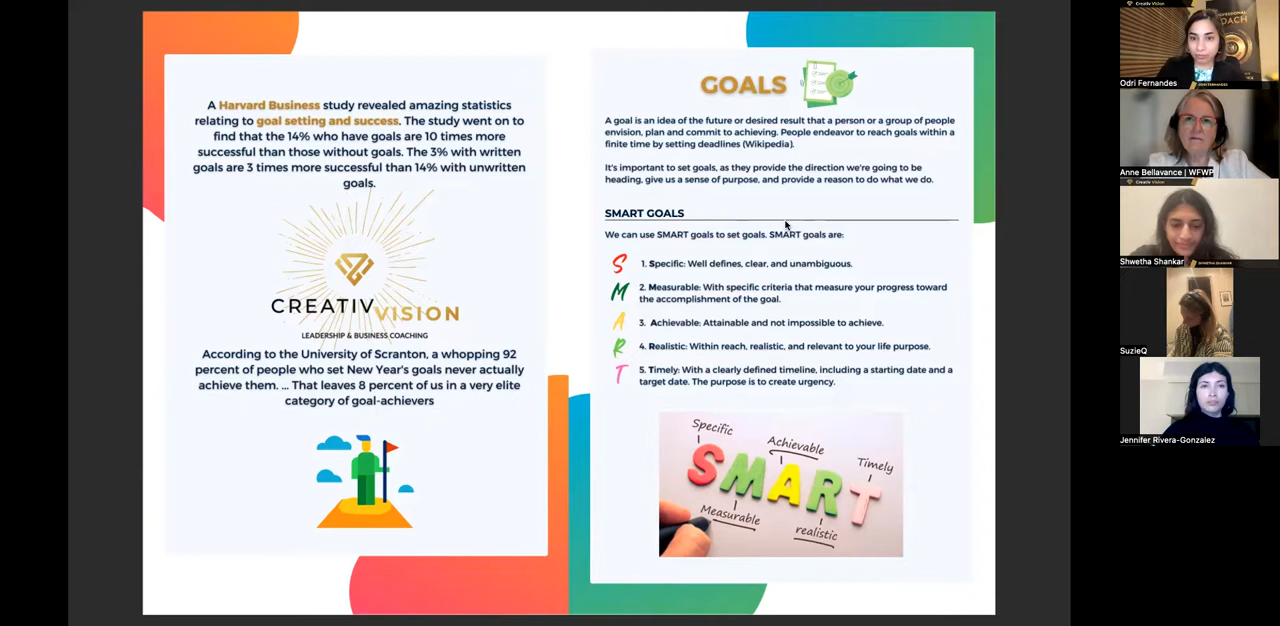 A Harvard Business study revealed amazing statistics
relating to goal setting and success. The study went on to
find that the 14% who have goals are 10 times more
successful than those without goals. The 3% with written
goals are 3 times more successful than 14% with unwritten
goals.
CREATIV VISION
LEADERSHIP & BUSINESS COACHING
According to the University of Scranton, a whopping 92
percent of people who set New Year's goals never actually
achieve them. ... That leaves 8 percent of us in a very elite
category of goal-achievers
GOALS
A goal is an idea of the future or desired result that a person or a group of people
envision, plan and commit to achieving. People endeavor to reach goals within a
finite time by setting deadlines (Wikipedia).
It's important to set goals, as they provide the direction we're going to be
heading, give us a sense of purpose, and provide a reason to do what we do.
SMART GOALS
We can use SMART goals to set goals. SMART goals are:
S 1. Specific: Well defines, clear, and unambiguous.
M 2. Measurable: With specific criteria that measure your progress toward
the accomplishment of the goal.
A 3. Achievable: Attainable and not impossible to achieve.
R 4. Realistic: Within reach, realistic, and relevant to your life purpose.
T 5. Timely: With a clearly defined timeline, including a starting date and a
target date. The purpose is to create urgency.
Specific
Achievable
Timely
SMART
Measurable
realistic
Creativ Vision
COACH
Odri Fernandes
ODRI FERNANDES
Anne Bellavance | WFWP
Creativ Vision
Shwetha Shankar
SHWETHA SHANKAR
SuzieQ
Jennifer Rivera-Gonzalez